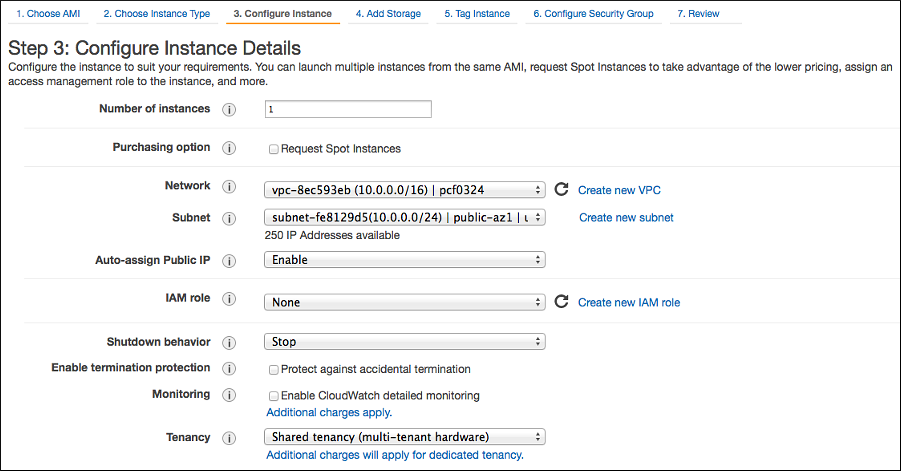 1. Choose AMI 2. Choose Instance Type 3. Configure Instance 4. Add Storage 5. Tag Instance 6. Configure Security Group 7. Review
Step 3: Configure Instance Details
Configure the instance to suit your requirements. You can launch multiple instances from the same AMI, request Spot Instances to take advantage of the lower pricing, assign an
access management role to the instance, and more.
Number of instances 1
Purchasing option Request Spot Instances
Network vpc-8ec593eb (10.0.0.0/16) | pcf0324 Create new VPC
Subnet subnet-fe8129d5(10.0.0.0/24) | public-az1 | u Create new subnet
250 IP Addresses available
Auto-assign Public IP Enable
IAM role None Create new IAM role
Shutdown behavior Stop
Enable termination protection Protect against accidental termination
Monitoring Enable CloudWatch detailed monitoring
Additional charges apply.
Tenancy Shared tenancy (multi-tenant hardware)
Additional charges will apply for dedicated tenancy.